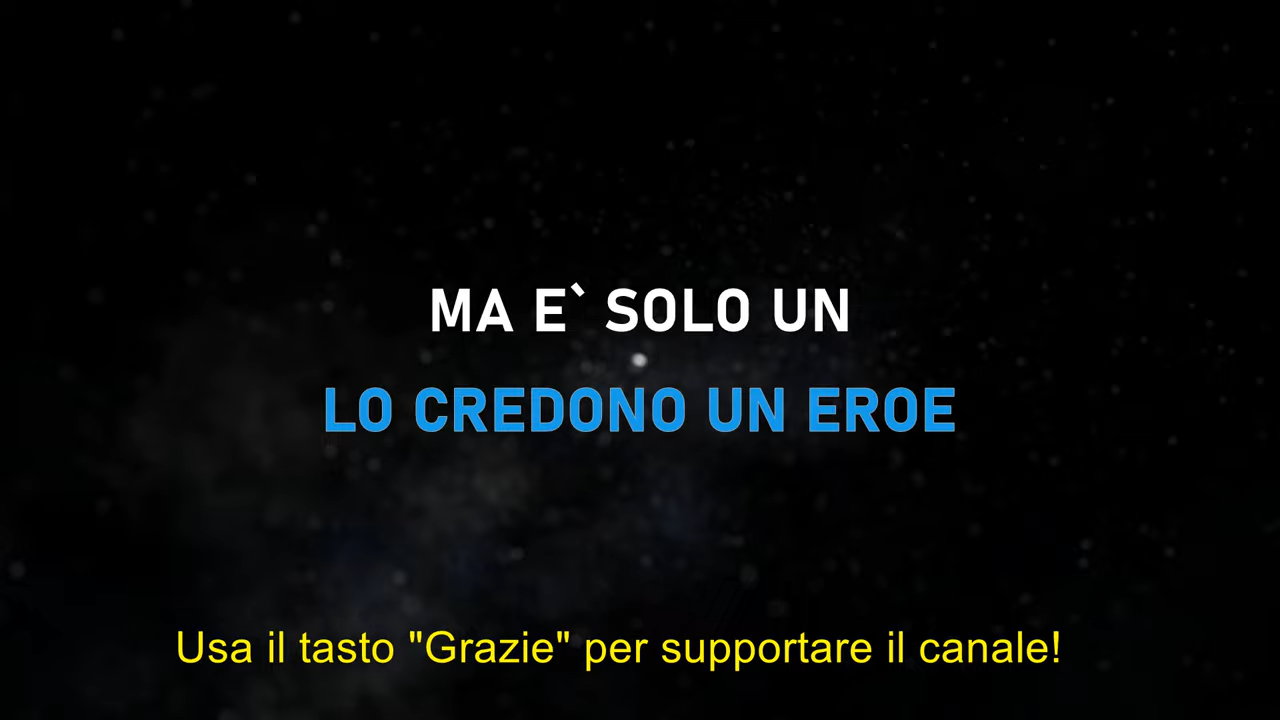 MA E` SOLO UN
LO CREDONO UN EROE
Usa il tasto "Grazie" per supportare il canale!